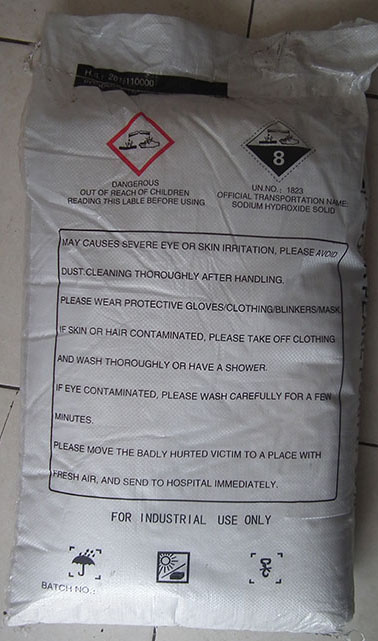 DANGEROUS
OUT OF REACH OF CHILDREN
READING THIS LABLE BEFORE USING
8
UN.NO.: 1823
OFFICIAL TRANSPORTATION NAME:
SODIUM HYDROXIDE SOLID
MAY CAUSES SEVERE EYE OR SKIN IRRITATION, PLEASE AVOID
DUST.CLEANING THOROUGHLY AFTER HANDLING.
PLEASE WEAR PROTECTIVE GLOVES/CLOTHING/BLINKERS/MASK.
IF SKIN OR HAIR CONTAMINATED, PLEASE TAKE OFF CLOTHING
AND WASH THOROUGHLY OR HAVE A SHOWER.
IF EYE CONTAMINATED, PLEASE WASH CAREFULLY FOR A FEW
MINUTES.
PLEASE MOVE THE BADLY HURTED VICTIM TO A PLACE WITH
FRESH AIR, AND SEND TO HOSPITAL IMMEDIATELY.
FOR INDUSTRIAL USE ONLY
BATCH NO.: